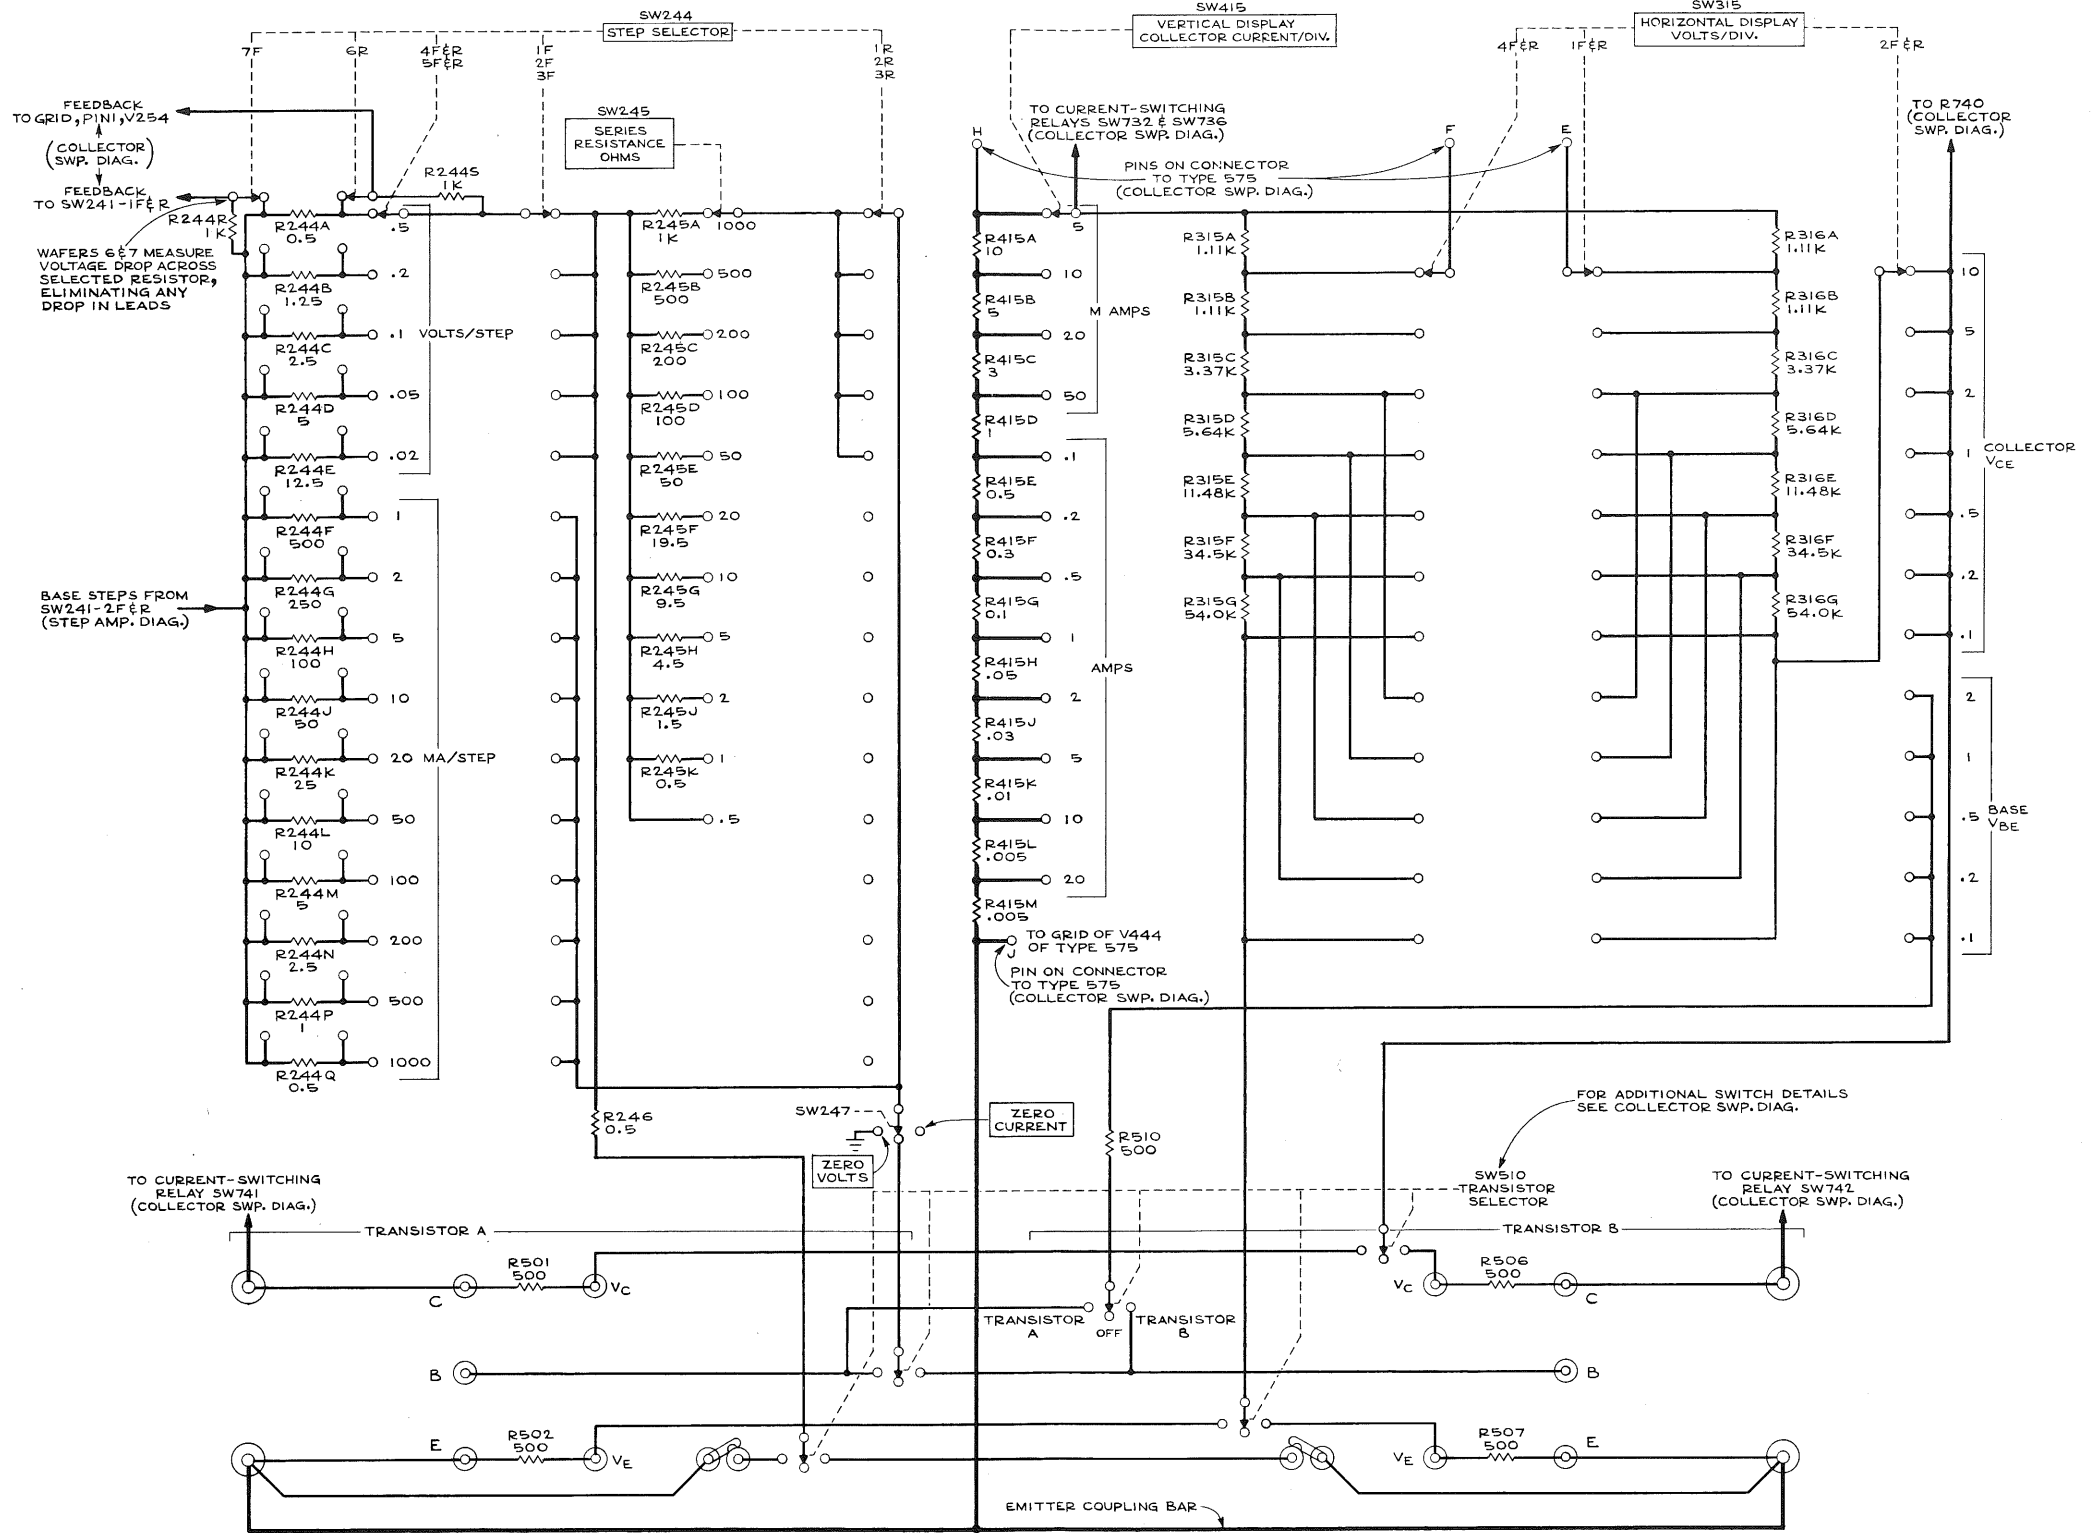 SW244
STEP SELECTOR
SW415
VERTICAL DISPLAY
COLLECTOR CURRENT/DIV.
SW315
HORIZONTAL DISPLAY
VOLTS/DIV.
7F
6R
4F&R
5F&R
1F
2F
3F
1R
2R
3R
4F&R
1F&R
2F&R
FEEDBACK
TO GRID, PIN1, V254
(COLLECTOR
SWP. DIAG.)
FEEDBACK
TO SW241-1F&R
R244R
1K
WAFERS 6&7 MEASURE
VOLTAGE DROP ACROSS
SELECTED RESISTOR,
ELIMINATING ANY
DROP IN LEADS
R244S
1K
SW245
SERIES
RESISTANCE
OHMS
H
TO CURRENT-SWITCHING
RELAYS SW732 & SW736
(COLLECTOR SWP. DIAG.)
PINS ON CONNECTOR
TO TYPE 575
(COLLECTOR SWP. DIAG.)
F
E
TO R740
(COLLECTOR
SWP. DIAG.)
R244A
0.5
.5
R244B
1.25
.2
R244C
2.5
.1
VOLTS/STEP
R244D
5
.05
R244E
12.5
.02
R244F
500
1
R244G
250
2
R244H
100
5
R244J
50
10
R244K
25
20
MA/STEP
R244L
10
50
R244M
5
100
R244N
2.5
200
R244P
1
500
R244Q
0.5
1000
BASE STEPS FROM
SW241-2F&R
(STEP AMP. DIAG.)
R245A
1K
1000
R245B
500
500
R245C
200
200
R245D
100
100
R245E
50
50
R245F
19.5
20
R245G
9.5
10
R245H
4.5
5
R245J
1.5
2
R245K
0.5
1
.5
R415A
10
5
R415B
5
10
R415C
3
20
R415D
1
50
M AMPS
R415E
0.5
.1
R415F
0.3
.2
R415G
0.1
.5
R415H
.05
1
AMPS
R415J
.03
2
R415K
.01
5
R415L
.005
10
R415M
.005
20
J
TO GRID OF V444
OF TYPE 575
PIN ON CONNECTOR
TO TYPE 575
(COLLECTOR SWP. DIAG.)
R315A
1.11K
R315B
1.11K
R315C
3.37K
R315D
5.64K
R315E
11.48K
R315F
34.5K
R315G
54.0K
R316A
1.11K
R316B
1.11K
R316C
3.37K
R316D
5.64K
R316E
11.48K
R316F
34.5K
R316G
54.0K
10
5
2
1
.5
.2
.1
COLLECTOR
VCE
2
1
.5
.2
.1
BASE
VBE
R246
0.5
SW247
ZERO
CURRENT
ZERO
VOLTS
R510
500
FOR ADDITIONAL SWITCH DETAILS
SEE COLLECTOR SWP. DIAG.
SW510
TRANSISTOR
SELECTOR
TO CURRENT-SWITCHING
RELAY SW741
(COLLECTOR SWP. DIAG.)
TO CURRENT-SWITCHING
RELAY SW742
(COLLECTOR SWP. DIAG.)
TRANSISTOR A
TRANSISTOR B
C
R501
500
VC
VC
R506
500
C
TRANSISTOR
A
OFF
TRANSISTOR
B
B
B
E
R502
500
VE
VE
R507
500
E
EMITTER COUPLING BAR